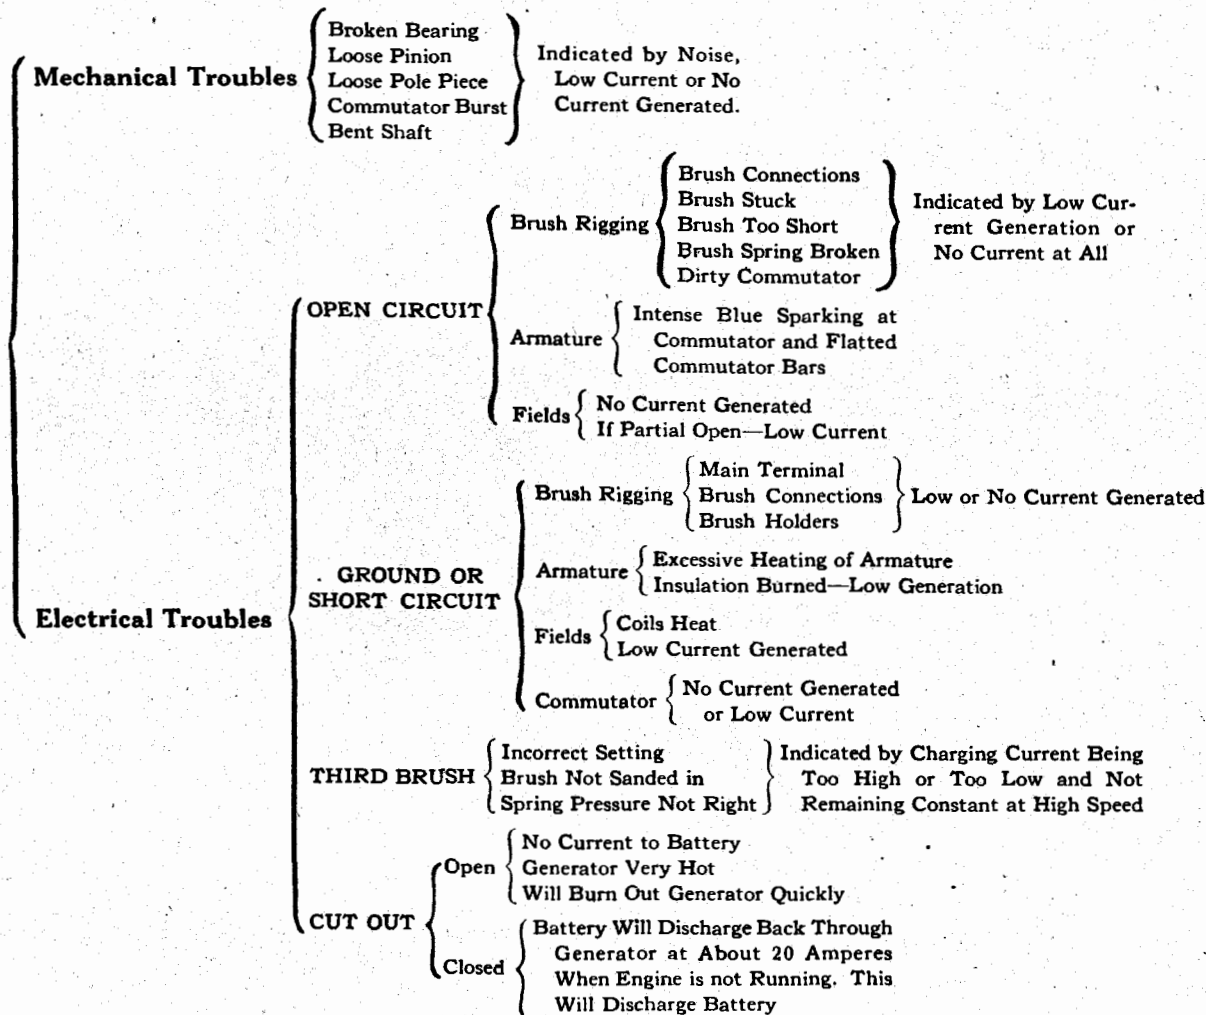 Mechanical Troubles
Broken Bearing
Loose Pinion
Loose Pole Piece
Commutator Burst
Bent Shaft
Indicated by Noise,
Low Current or No
Current Generated.
Electrical Troubles
OPEN CIRCUIT
Brush Rigging
Brush Connections
Brush Stuck
Brush Too Short
Brush Spring Broken
Dirty Commutator
Indicated by Low Cur-
rent Generation or
No Current at All
Armature
Intense Blue Sparking at
Commutator and Flatted
Commutator Bars
Fields
No Current Generated
If Partial Open—Low Current
GROUND OR
SHORT CIRCUIT
Brush Rigging
Main Terminal
Brush Connections
Brush Holders
Low or No Current Generated
Armature
Excessive Heating of Armature
Insulation Burned—Low Generation
Fields
Coils Heat
Low Current Generated
Commutator
No Current Generated
or Low Current
THIRD BRUSH
Incorrect Setting
Brush Not Sanded in
Spring Pressure Not Right
Indicated by Charging Current Being
Too High or Too Low and Not
Remaining Constant at High Speed
CUT OUT
Open
No Current to Battery
Generator Very Hot
Will Burn Out Generator Quickly
Closed
Battery Will Discharge Back Through
Generator at About 20 Amperes
When Engine is not Running. This
Will Discharge Battery